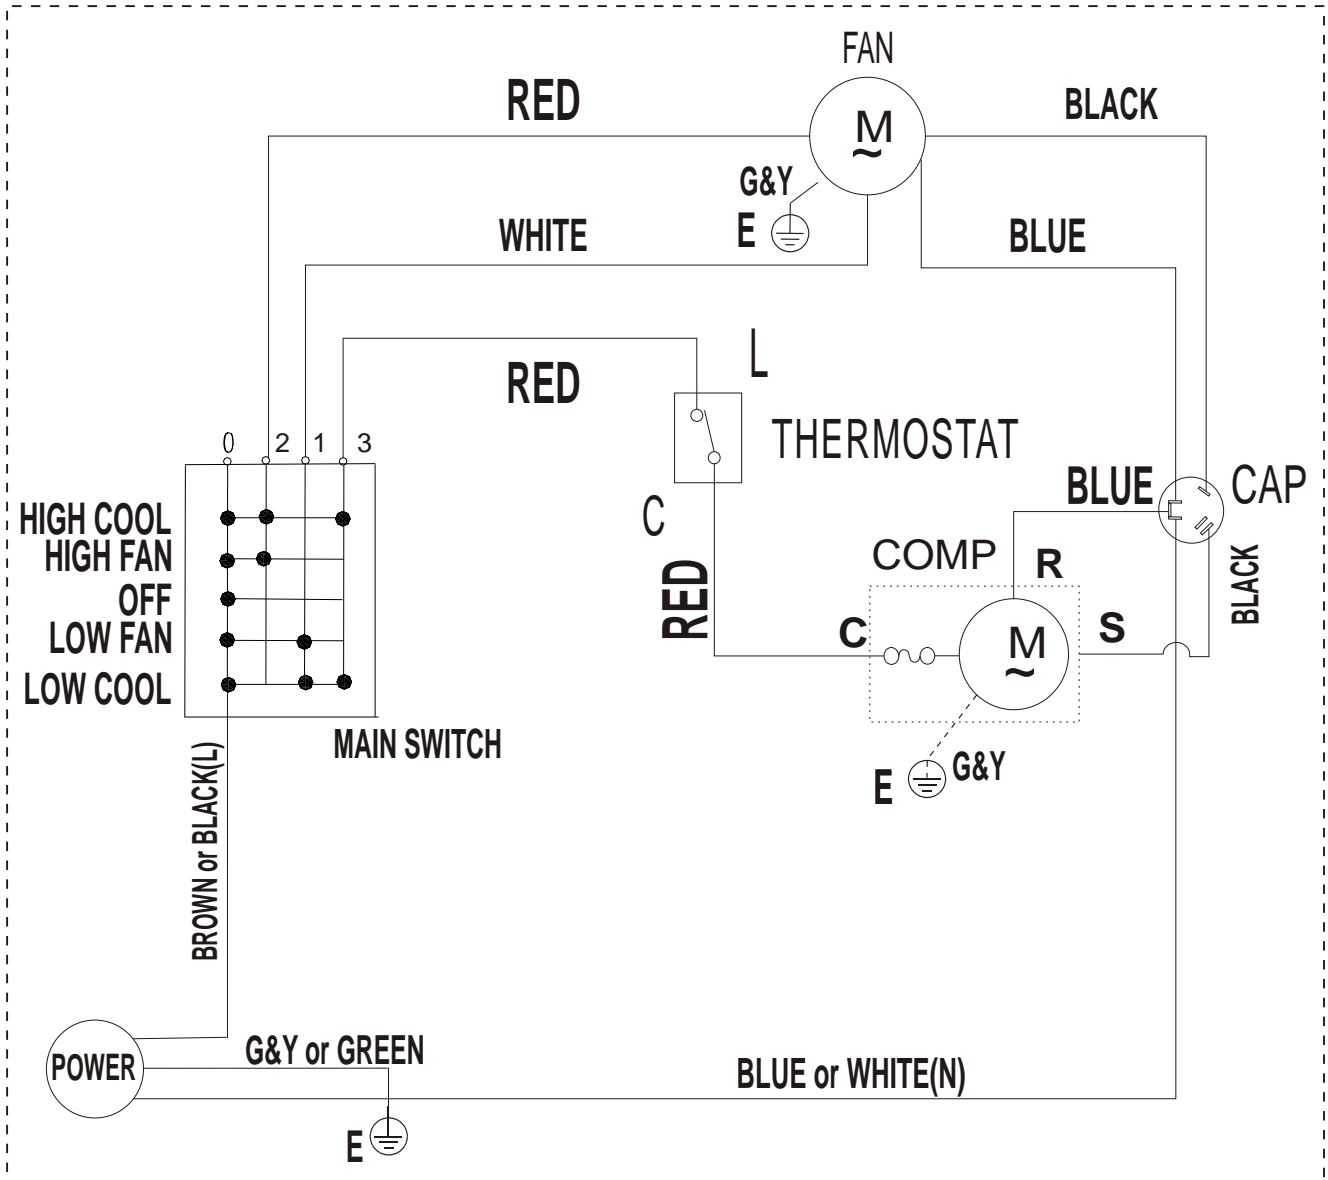 FAN
RED
BLACK
M
~
G&Y
E
WHITE
BLUE
L
RED
THERMOSTAT
0 2 1 3
BLUE
CAP
HIGH COOL
HIGH FAN
OFF
LOW FAN
LOW COOL
C
COMP
R
BLACK
RED
C
M
~
S
MAIN SWITCH
E
G&Y
BROWN or BLACK(L)
POWER
G&Y or GREEN
BLUE or WHITE(N)
E